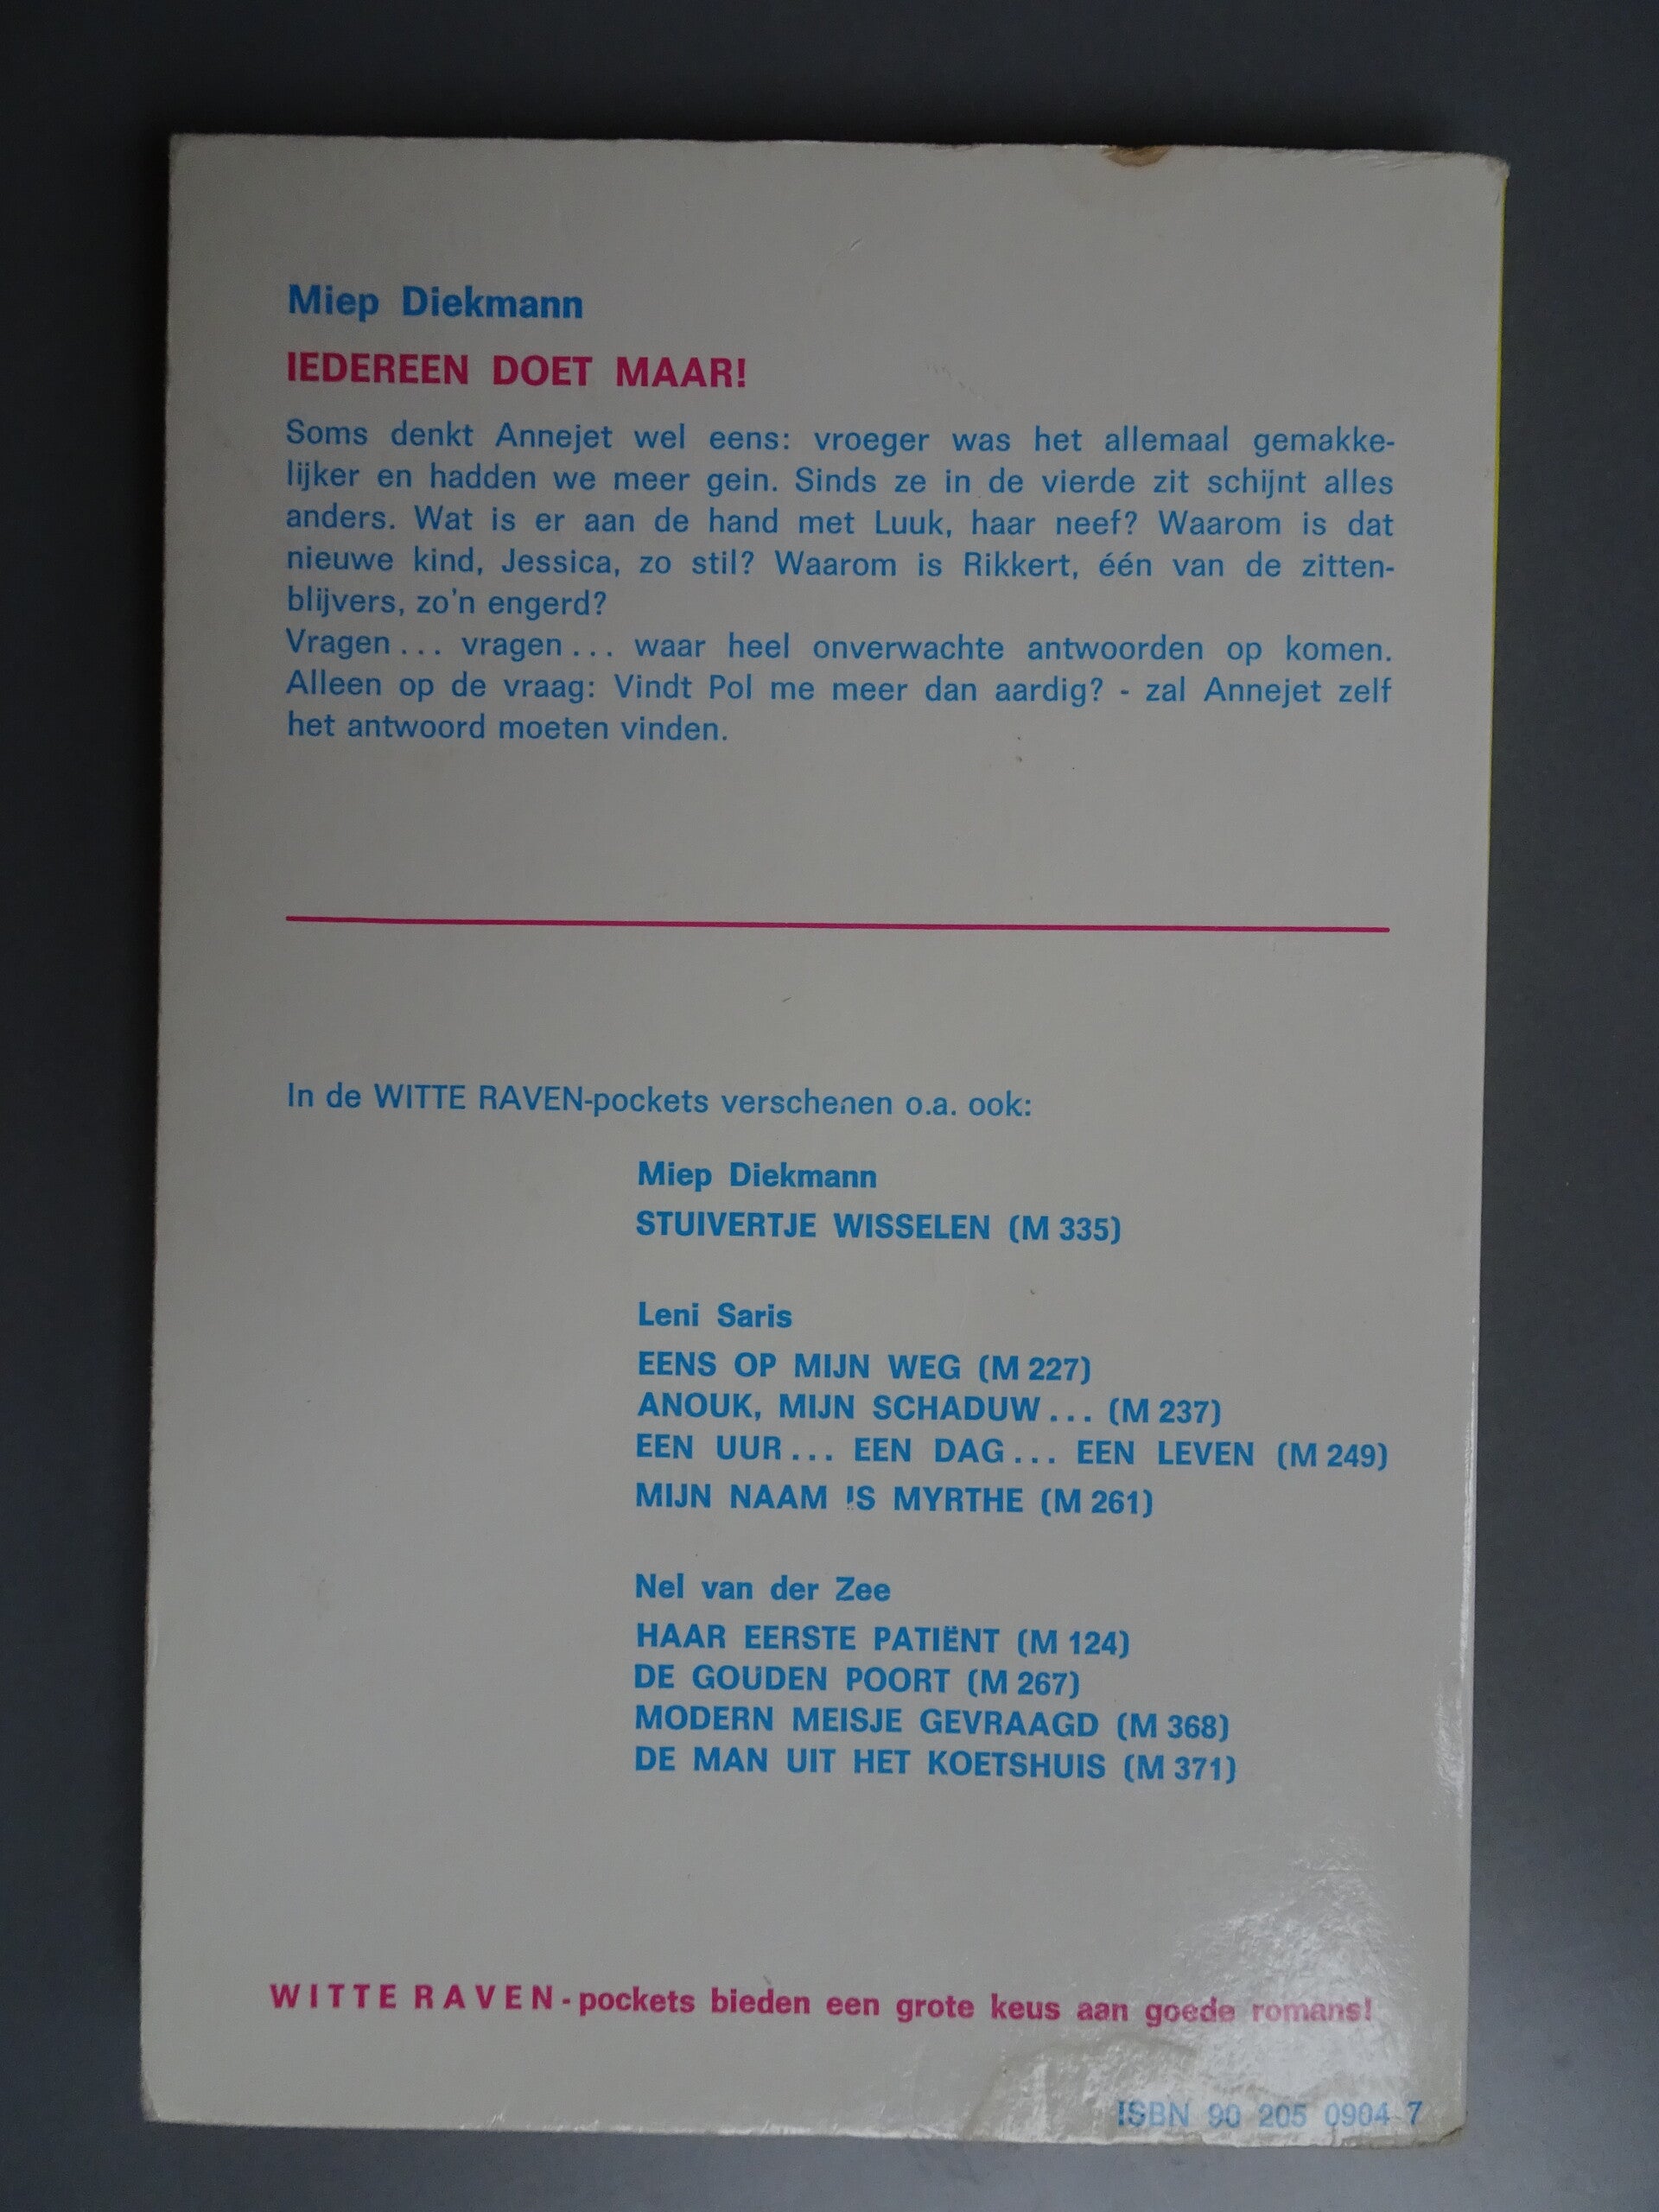 Miep Diekmann
IEDEREEN DOET MAAR!
Soms denkt Annejet wel eens: vroeger was het allemaal gemakke-
lijker en hadden we meer gein. Sinds ze in de vierde zit schijnt alles
anders. Wat is er aan de hand met Luuk, haar neef? Waarom is dat
nieuwe kind, Jessica, zo stil? Waarom is Rikkert, één van de zitten-
blijvers, zo'n engerd?
Vragen... vragen... waar heel onverwachte antwoorden op komen.
Alleen op de vraag: Vindt Pol me meer dan aardig? - zal Annejet zelf
het antwoord moeten vinden.
In de WITTE RAVEN-pockets verschenen o.a. ook:
Miep Diekmann
STUIVERTJE WISSELEN (M 335)
Leni Saris
EENS OP MIJN WEG (M 227)
ANOUK, MIJN SCHADUW... (M 237)
EEN UUR... EEN DAG... EEN LEVEN (M 249)
MIJN NAAM IS MYRTHE (M 261)
Nel van der Zee
HAAR EERSTE PATIËNT (M 124)
DE GOUDEN POORT (M 267)
MODERN MEISJE GEVRAAGD (M 368)
DE MAN UIT HET KOETSHUIS (M 371)
WITTE RAVEN-pockets bieden een grote keus aan goede romans!
ISBN 90 205 0904 7